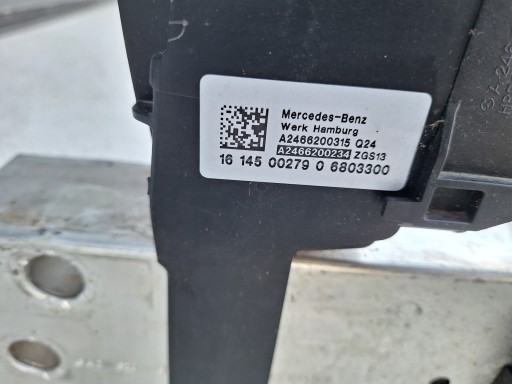 Mercedes-Benz
Werk Hamburg
A2466200315 Q24
A2466200234 ZGS13
16 145 00279 0 6803300